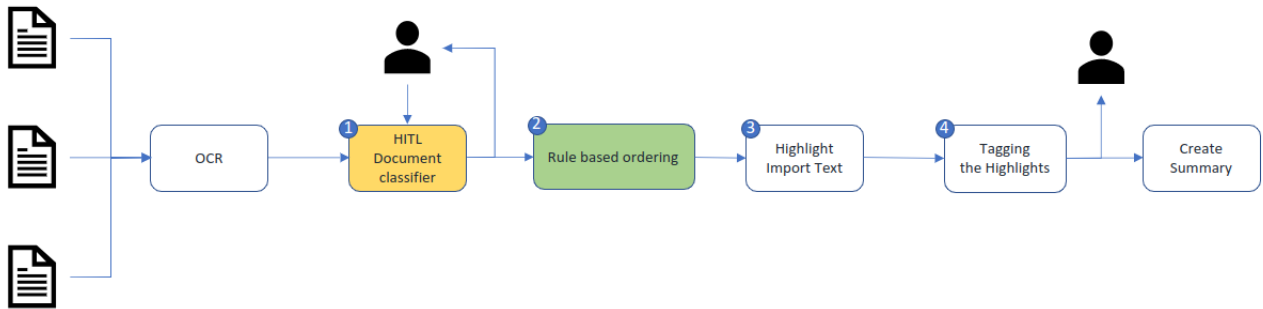 OCR
1
HITL
Document
classifier
2
Rule based ordering
3
Highlight
Import Text
4
Tagging
the Highlights
Create
Summary